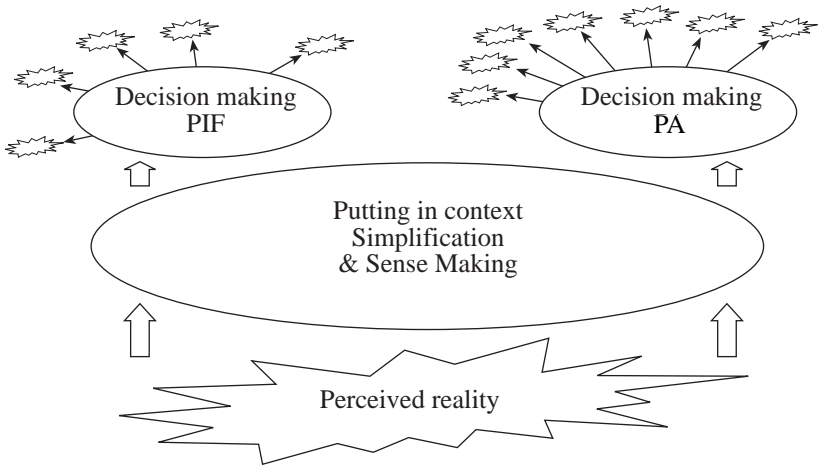 Decision making
PIF
Decision making
PA
Putting in context
Simplification
& Sense Making
Perceived reality